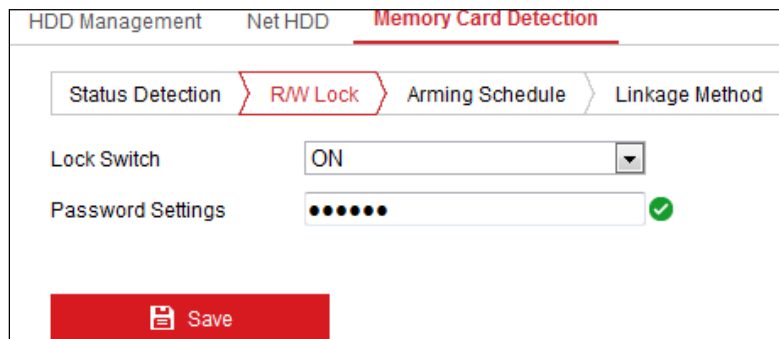 HDD Management Net HDD Memory Card Detection
Status Detection R/W Lock Arming Schedule Linkage Method
Lock Switch ON
Password Settings ••••••
Save